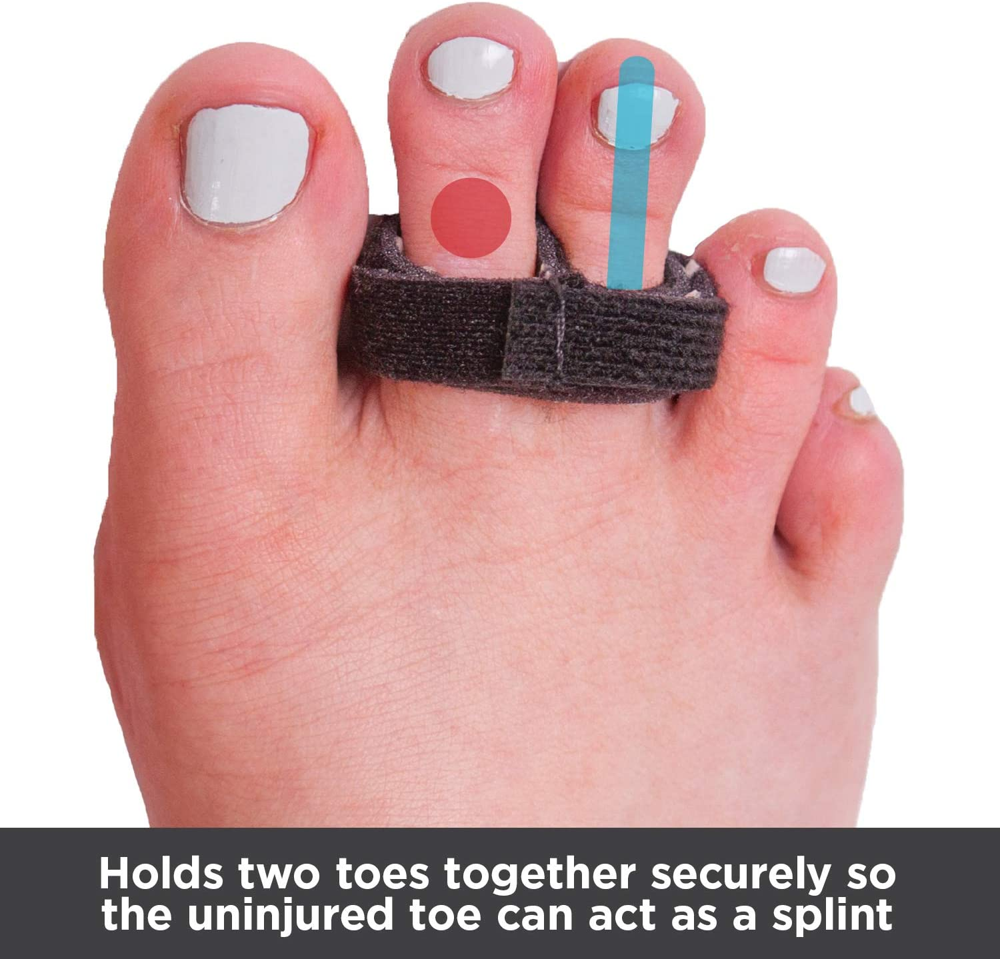 Holds two toes together securely so
the uninjured toe can act as a splint